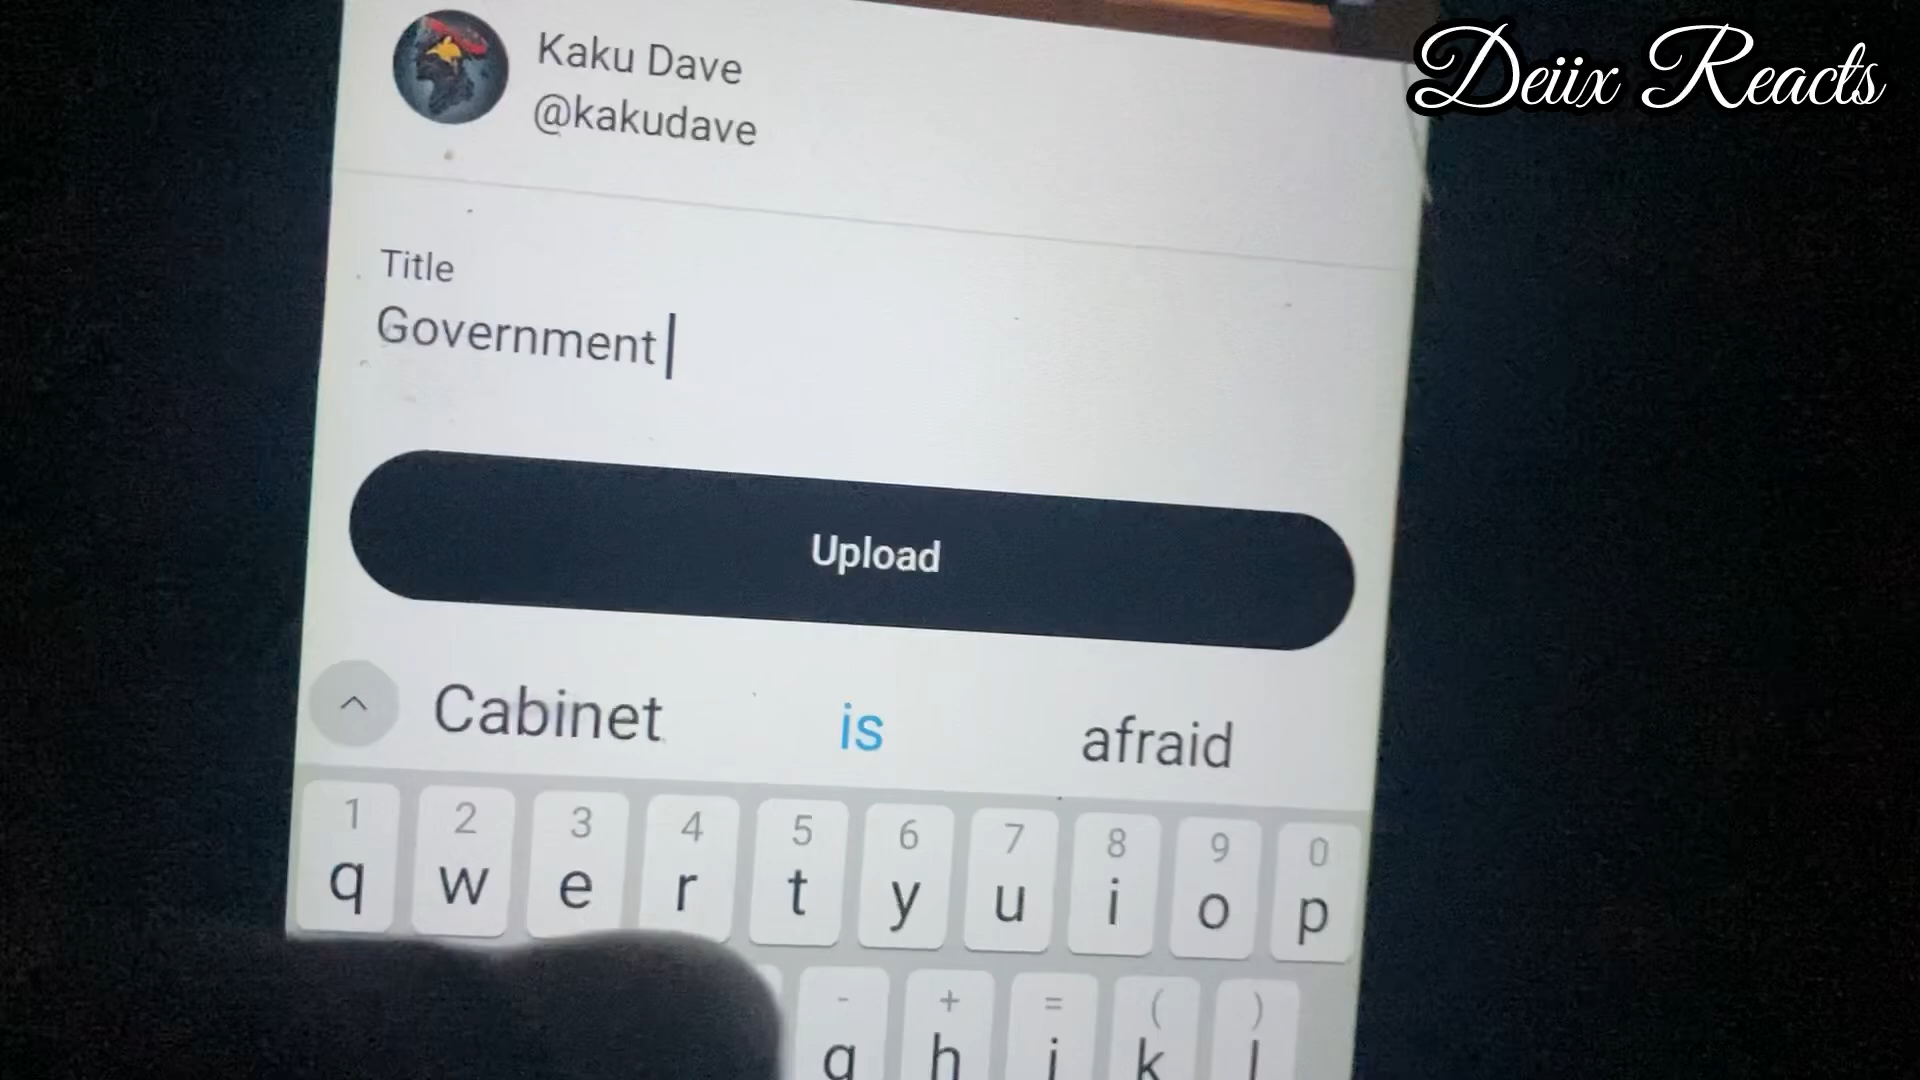 Deiix Reacts
Kaku Dave
@kakudave
Title
Government
Upload
Cabinet is afraid
1 2 3 4 5 6 7 8 9 0
q w e r t y u i o p
- + = ( )
g h j k l